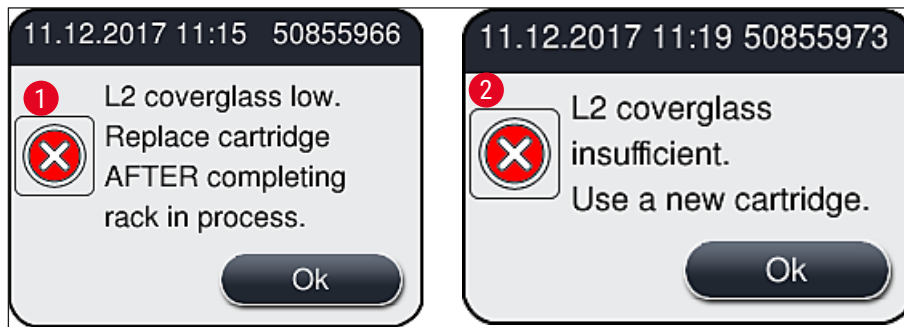 11.12.2017 11:15 50855966
1
L2 coverglass low.
Replace cartridge
AFTER completing
rack in process.
Ok
11.12.2017 11:19 50855973
2
L2 coverglass
insufficient.
Use a new cartridge.
Ok